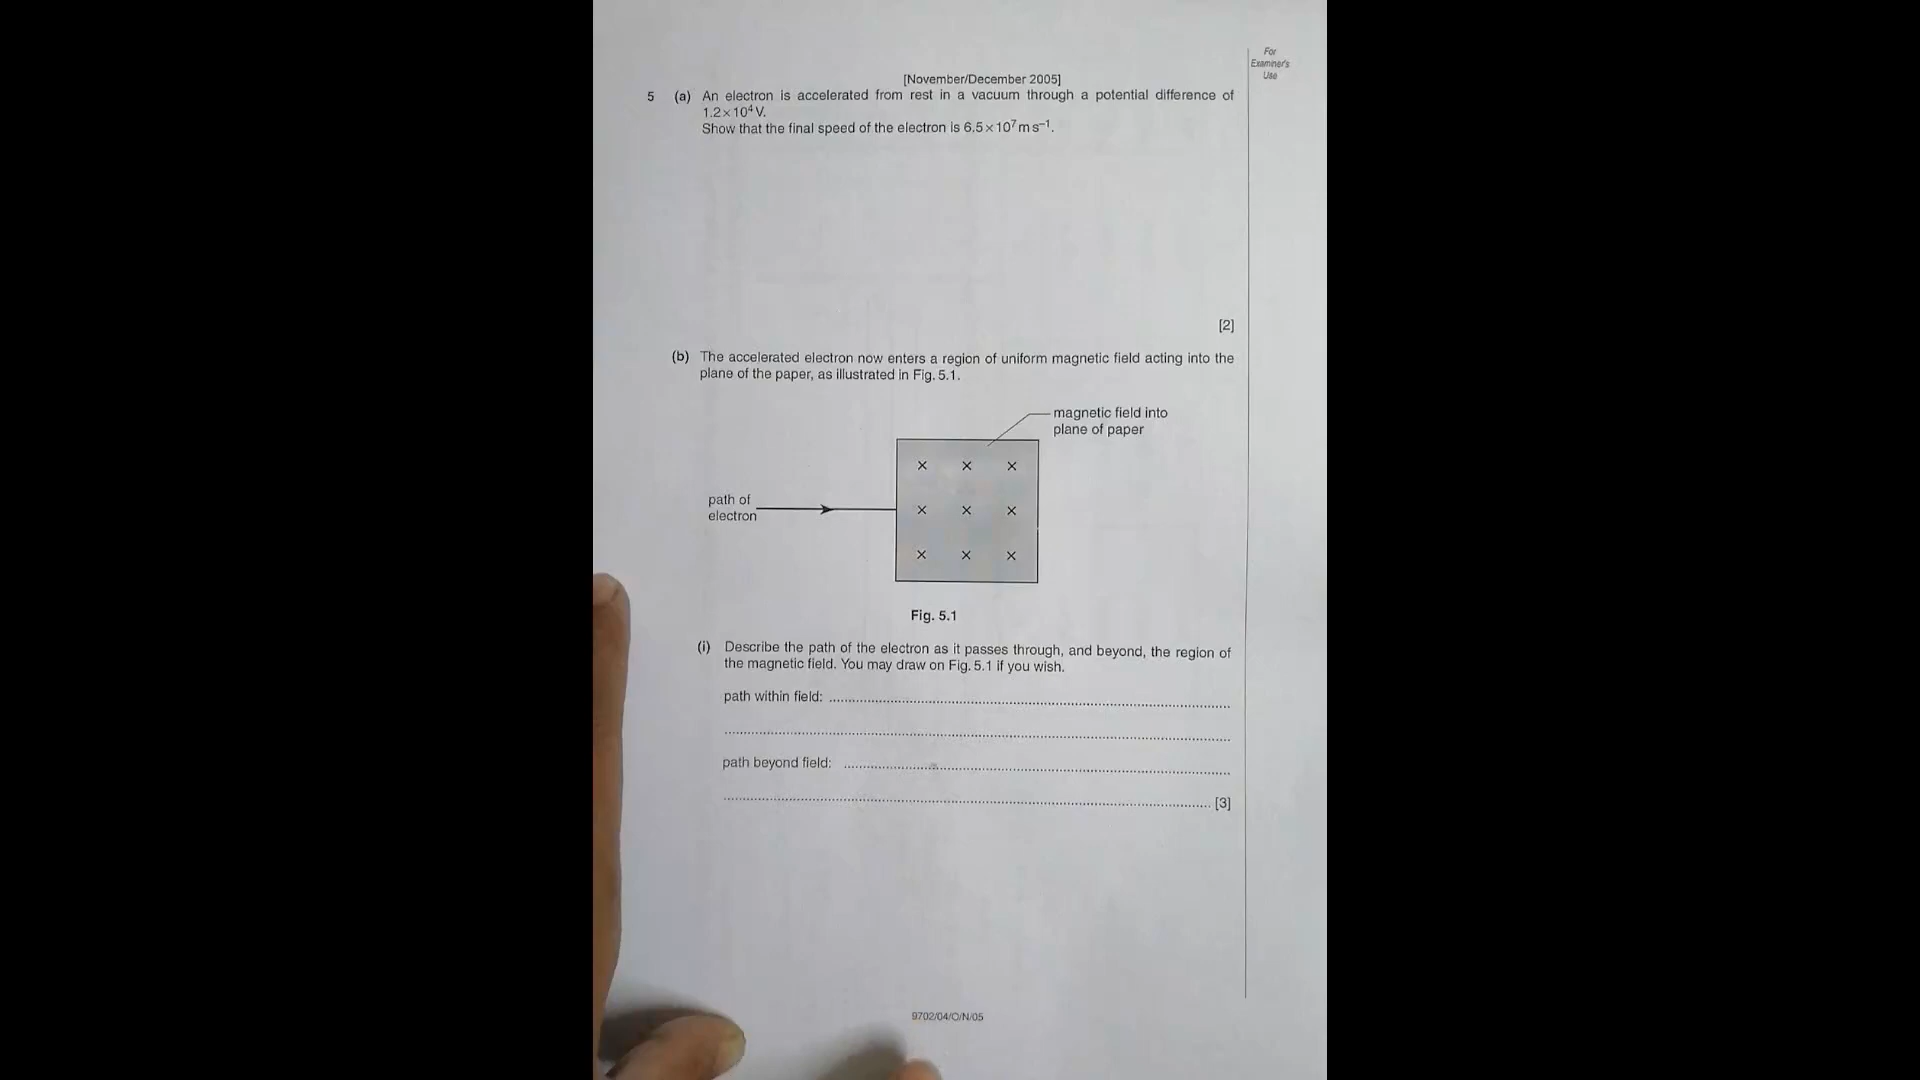 For
Examiner's
Use
[November/December 2005]
5 (a) An electron is accelerated from rest in a vacuum through a potential difference of
1.2×10⁴ V.
Show that the final speed of the electron is 6.5×10⁷ m s⁻¹.
[2]
(b) The accelerated electron now enters a region of uniform magnetic field acting into the
plane of the paper, as illustrated in Fig. 5.1.
magnetic field into
plane of paper
× × ×
path of
electron
× × ×
× × ×
Fig. 5.1
(i) Describe the path of the electron as it passes through, and beyond, the region of
the magnetic field. You may draw on Fig. 5.1 if you wish.
path within field: ............................................................
............................................................
path beyond field: ............................................................
............................................................ [3]
9702/04/O/N/05